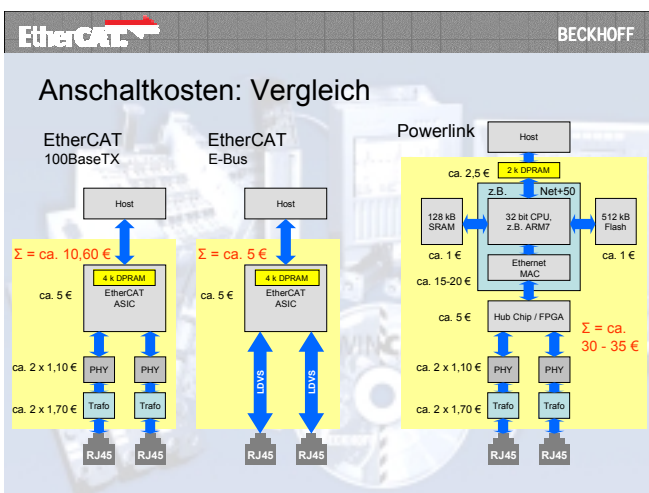 EtherCAT.
BECKHOFF
Anschaltkosten: Vergleich
EtherCAT
100BaseTX
Host
Σ = ca. 10,60 €
4 k DPRAM
EtherCAT
ASIC
ca. 5 €
ca. 2 x 1,10 €
PHY
PHY
ca. 2 x 1,70 €
Trafo
Trafo
RJ45
RJ45
EtherCAT
E-Bus
Host
Σ = ca. 5 €
4 k DPRAM
EtherCAT
ASIC
ca. 5 €
LDVS
LDVS
RJ45
RJ45
Powerlink
Host
ca. 2,5 €
2 k DPRAM
z.B. Net+50
128 kB
SRAM
32 bit CPU,
z.B. ARM7
512 kB
Flash
ca. 1 €
ca. 1 €
Ethernet
MAC
ca. 15-20 €
ca. 5 €
Hub Chip / FPGA
Σ = ca.
30 - 35 €
ca. 2 x 1,10 €
PHY
PHY
ca. 2 x 1,70 €
Trafo
Trafo
RJ45
RJ45